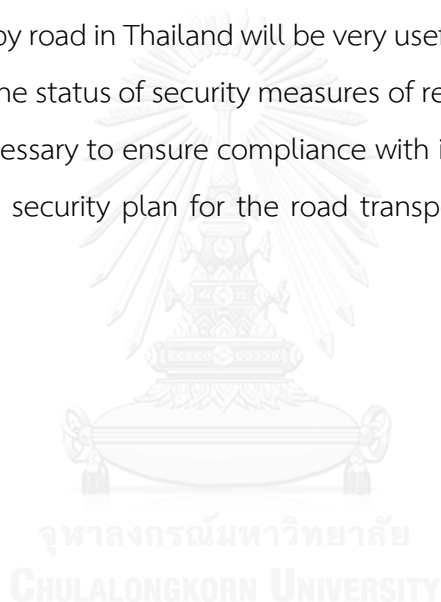 by road in Thailand will be very usef
he status of security measures of re
cessary to ensure compliance with i
security plan for the road transp
จุฬาลงกรณ์มหาวิทยาลัย
CHULALONGKORN UNIVERSITY